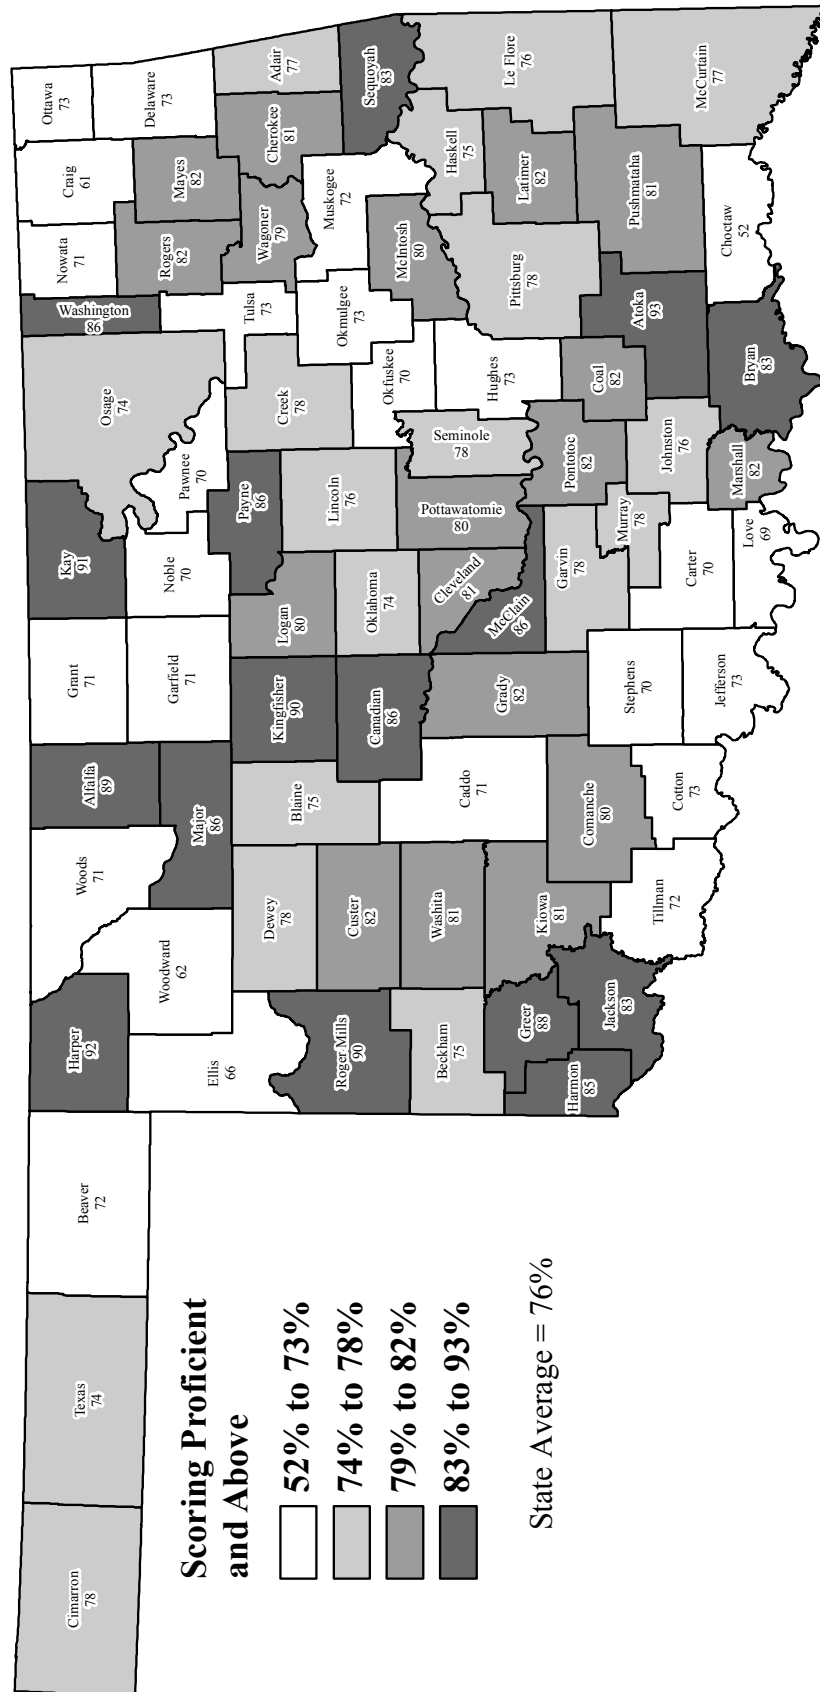 Cimarron
78
Texas
74
Beaver
72
Harper
92
Woods
71
Alfalfa
89
Grant
71
Kay
91
Osage
74
Washington
86
Nowata
71
Craig
61
Ottawa
73
Ellis
66
Woodward
62
Major
86
Garfield
71
Noble
70
Pawnee
70
Tulsa
73
Rogers
82
Mayes
82
Delaware
73
Roger Mills
90
Dewey
78
Blaine
75
Kingfisher
90
Logan
80
Payne
86
Creek
78
Wagoner
79
Cherokee
81
Adair
77
Custer
82
Canadian
86
Oklahoma
74
Lincoln
76
Okfuskee
70
Okmulgee
73
Muskogee
72
Sequoyah
83
Beckham
75
Washita
81
Caddo
71
Grady
82
Cleveland
81
McClain
86
Pottawatomie
80
Seminole
78
Hughes
73
McIntosh
80
Haskell
75
Le Flore
76
Harmon
85
Greer
88
Jackson
83
Kiowa
81
Comanche
80
Tillman
72
Cotton
73
Stephens
70
Jefferson
73
Garvin
78
Murray
78
Carter
70
Love
69
Pontotoc
82
Johnston
76
Marshall
82
Coal
82
Atoka
93
Bryan
83
Pittsburg
78
Latimer
82
Pushmataha
81
Choctaw
52
McCurtain
77
Scoring Proficient
and Above
52% to 73%
74% to 78%
79% to 82%
83% to 93%
State Average = 76%